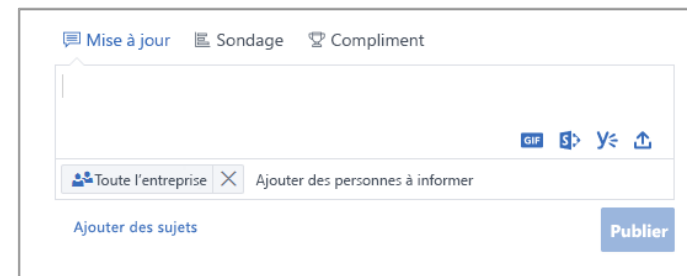 Mise à jour Sondage Compliment
GIF
Toute l'entreprise Ajouter des personnes à informer
Ajouter des sujets Publier